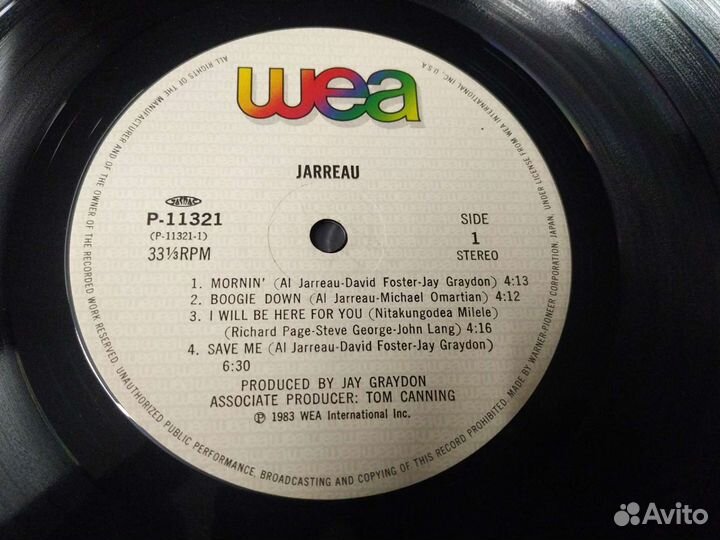 wea
JARREAU
P-11321
(P-11321-1)
33⅓RPM
SIDE
1
STEREO
1. MORNIN' (Al Jarreau-David Foster-Jay Graydon) 4:13
2. BOOGIE DOWN (Al Jarreau-Michael Omartian) 4:12
3. I WILL BE HERE FOR YOU (Nitakungodea Milele)
(Richard Page-Steve George-John Lang) 4:16
4. SAVE ME (Al Jarreau-David Foster-Jay Graydon)
6:30
PRODUCED BY JAY GRAYDON
ASSOCIATE PRODUCER: TOM CANNING
℗ 1983 WEA International Inc.
ALL RIGHTS OF THE MANUFACTURER AND OF THE OWNER OF THE RECORDED WORK RESERVED. UNAUTHORIZED PUBLIC PERFORMANCE, BROADCASTING AND COPYING OF THIS RECORD PROHIBITED. MADE BY WARNER-PIONEER CORPORATION, JAPAN, UNDER LICENSE FROM WEA INTERNATIONAL INC., U.S.A.
Avito